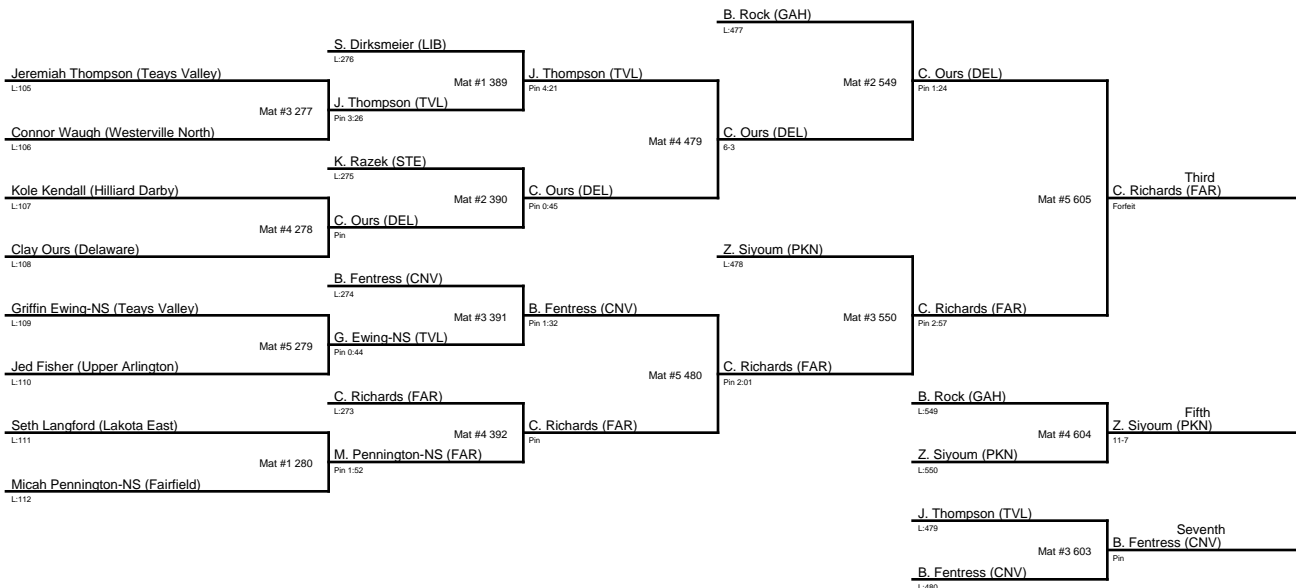 B. Rock (GAH)
L:477
S. Dirksmeier (LIB)
L:276
Jeremiah Thompson (Teays Valley)
L:105
Mat #1 389
J. Thompson (TVL)
Pin 4:21
Mat #2 549
C. Ours (DEL)
Pin 1:24
Mat #3 277
J. Thompson (TVL)
Pin 3:26
Connor Waugh (Westerville North)
L:106
Mat #4 479
C. Ours (DEL)
6-3
K. Razek (STE)
L:275
Kole Kendall (Hilliard Darby)
L:107
Mat #2 390
C. Ours (DEL)
Pin 0:45
Mat #5 605
Third
C. Richards (FAR)
Forfeit
Mat #4 278
C. Ours (DEL)
Pin
Clay Ours (Delaware)
L:108
Z. Siyoum (PKN)
L:478
B. Fentress (CNV)
L:274
Griffin Ewing-NS (Teays Valley)
L:109
Mat #3 391
B. Fentress (CNV)
Pin 1:32
Mat #3 550
C. Richards (FAR)
Pin 2:57
Mat #5 279
G. Ewing-NS (TVL)
Pin 0:44
Jed Fisher (Upper Arlington)
L:110
Mat #5 480
C. Richards (FAR)
Pin 2:01
C. Richards (FAR)
L:273
B. Rock (GAH)
L:549
Seth Langford (Lakota East)
L:111
Mat #4 392
C. Richards (FAR)
Pin
Mat #4 604
Fifth
Z. Siyoum (PKN)
11-7
Mat #1 280
M. Pennington-NS (FAR)
Pin 1:52
Z. Siyoum (PKN)
L:550
Micah Pennington-NS (Fairfield)
L:112
J. Thompson (TVL)
L:479
Mat #3 603
Seventh
B. Fentress (CNV)
Pin
B. Fentress (CNV)
L:480